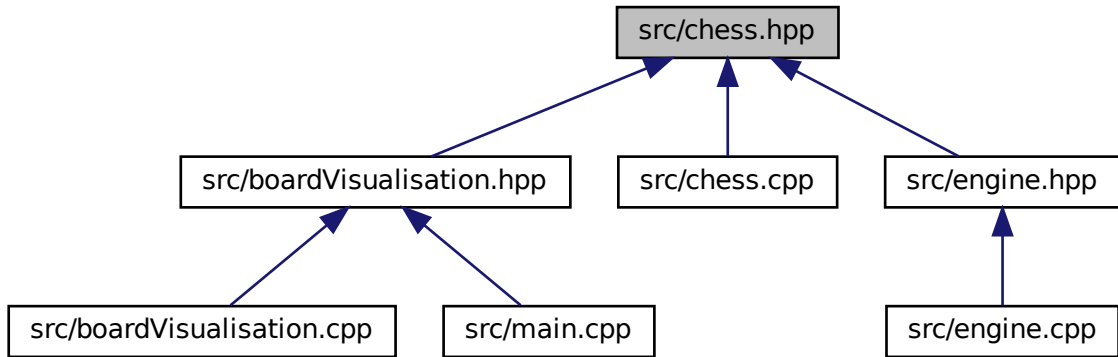 src/chess.hpp
src/boardVisualisation.hpp
src/chess.cpp
src/engine.hpp
src/boardVisualisation.cpp
src/main.cpp
src/engine.cpp